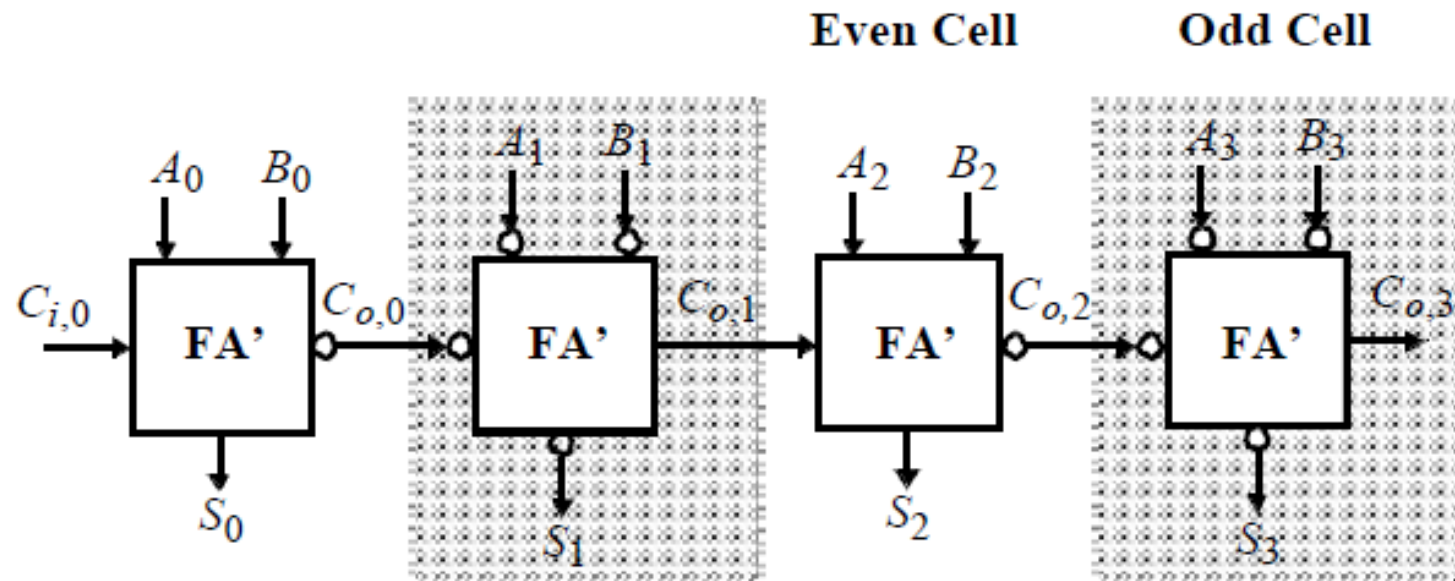 Even Cell Odd Cell
A1 B1 A3 B3
A0 B0 A2 B2
Ci,0 Co,0 Co,1 Co,2 Co,3
FA’ FA’ FA’ FA’
S0 S1 S2 S3